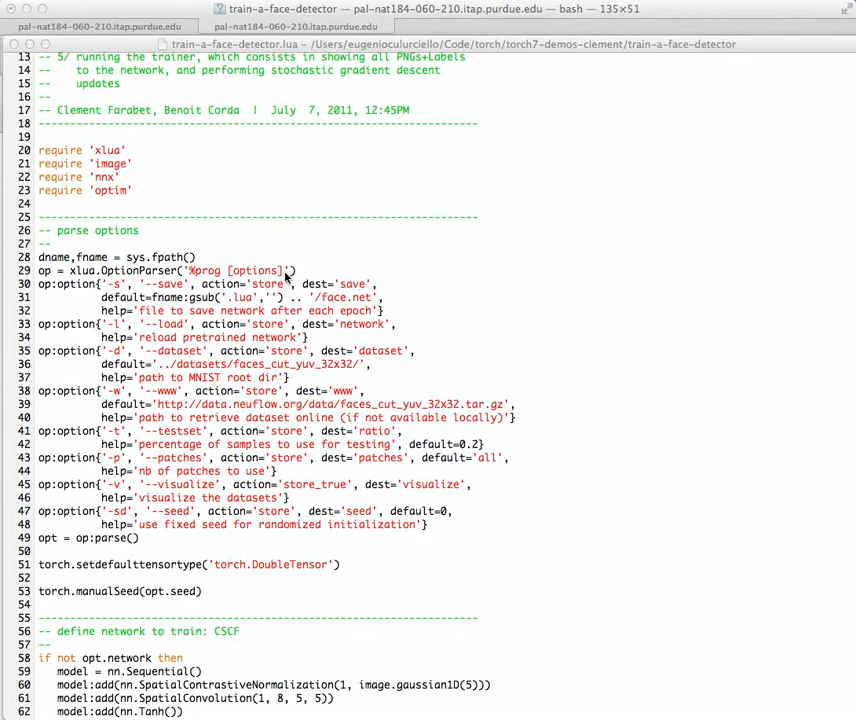 train-a-face-detector — pal-nat184-060-210.itap.purdue.edu — bash — 135×51
pal-nat184-060-210.itap.purdue.edu
pal-nat184-060-210.itap.purdue.edu
train-a-face-detector.lua - /Users/eugenioculurciello/Code/torch/torch7-demos-clement/train-a-face-detector
13 -- 5/ running the trainer, which consists in showing all PNGs+Labels
14 --    to the network, and performing stochastic gradient descent
15 --    updates
16 --
17 -- Clement Farabet, Benoit Corda  |  July  7, 2011, 12:45PM
18 ----------------------------------------------------------------------
19
20 require 'xlua'
21 require 'image'
22 require 'nnx'
23 require 'optim'
24
25 ----------------------------------------------------------------------
26 -- parse options
27 --
28 dname,fname = sys.fpath()
29 op = xlua.OptionParser('%prog [options]')
30 op:option{'-s', '--save', action='store', dest='save',
31           default=fname:gsub('.lua','') .. '/face.net',
32           help='file to save network after each epoch'}
33 op:option{'-l', '--load', action='store', dest='network',
34           help='reload pretrained network'}
35 op:option{'-d', '--dataset', action='store', dest='dataset',
36           default='../datasets/faces_cut_yuv_32x32/',
37           help='path to MNIST root dir'}
38 op:option{'-w', '--www', action='store', dest='www',
39           default='http://data.neuflow.org/data/faces_cut_yuv_32x32.tar.gz',
40           help='path to retrieve dataset online (if not available locally)'}
41 op:option{'-t', '--testset', action='store', dest='ratio',
42           help='percentage of samples to use for testing', default=0.2}
43 op:option{'-p', '--patches', action='store', dest='patches', default='all',
44           help='nb of patches to use'}
45 op:option{'-v', '--visualize', action='store_true', dest='visualize',
46           help='visualize the datasets'}
47 op:option{'-sd', '--seed', action='store', dest='seed', default=0,
48           help='use fixed seed for randomized initialization'}
49 opt = op:parse()
50
51 torch.setdefaulttensortype('torch.DoubleTensor')
52
53 torch.manualSeed(opt.seed)
54
55 ----------------------------------------------------------------------
56 -- define network to train: CSCF
57 --
58 if not opt.network then
59    model = nn.Sequential()
60    model:add(nn.SpatialContrastiveNormalization(1, image.gaussian1D(5)))
61    model:add(nn.SpatialConvolution(1, 8, 5, 5))
62    model:add(nn.Tanh())